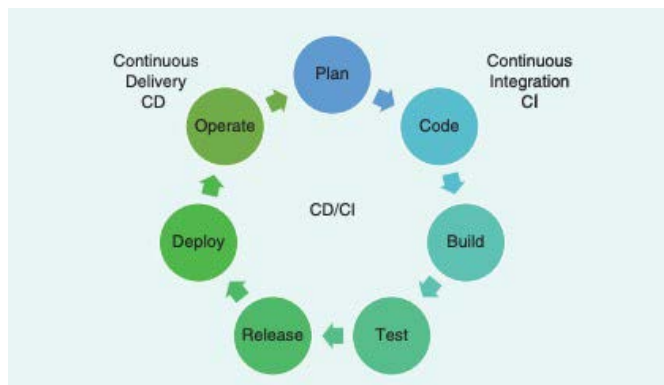 Continuous
Delivery
CD
Plan
Continuous
Integration
CI
Operate
Code
CD/CI
Deploy
Build
Release
Test